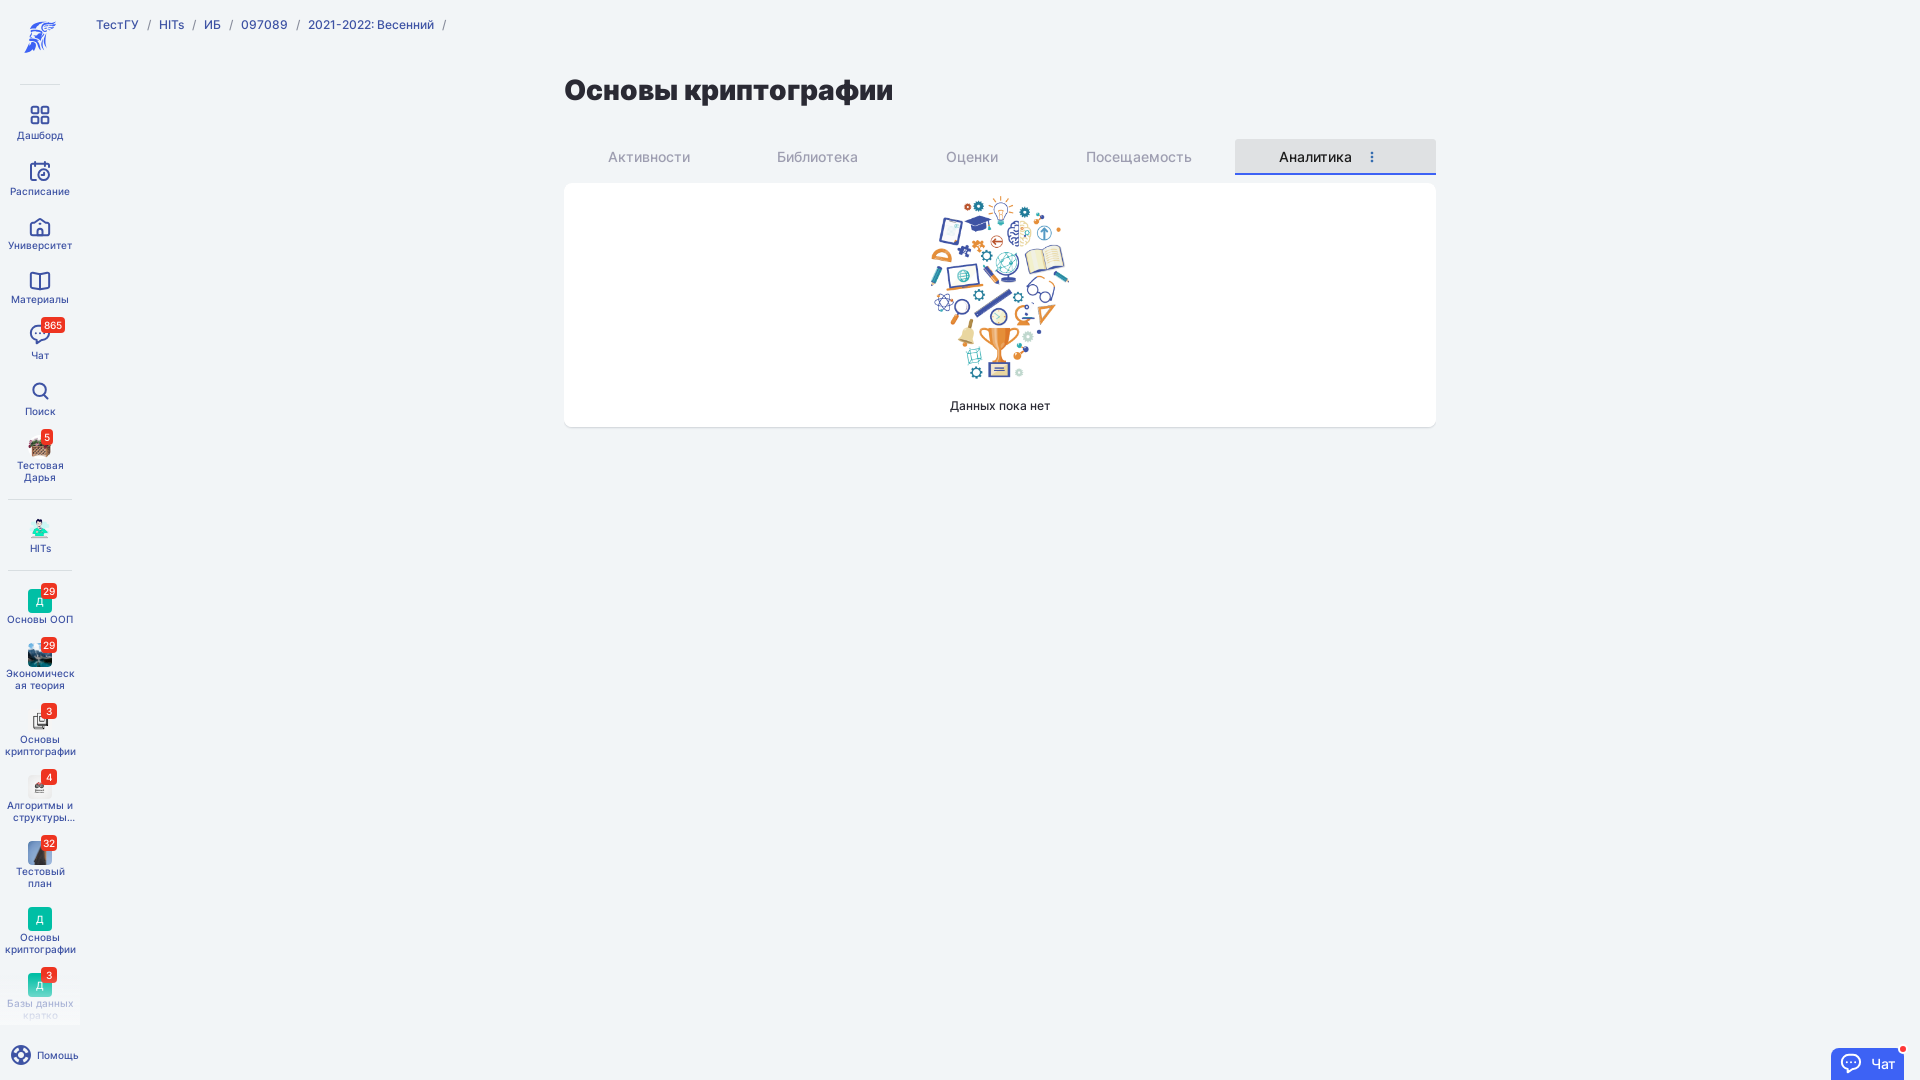 ТестГУ / HITs / ИБ / 097089 / 2021-2022: Весенний /
Основы криптографии
Активности Библиотека Оценки Посещаемость Аналитика
Данных пока нет
Дашборд
Расписание
Университет
Материалы
865
Чат
Поиск
5
Тестовая
Дарья
HITs
29
Д
Основы ООП
29
Экономическ
ая теория
3
Основы
криптографии
4
Алгоритмы и
структуры...
32
Тестовый
план
Д
Основы
криптографии
3
Д
Базы данных
кратко
Помощь
Чат